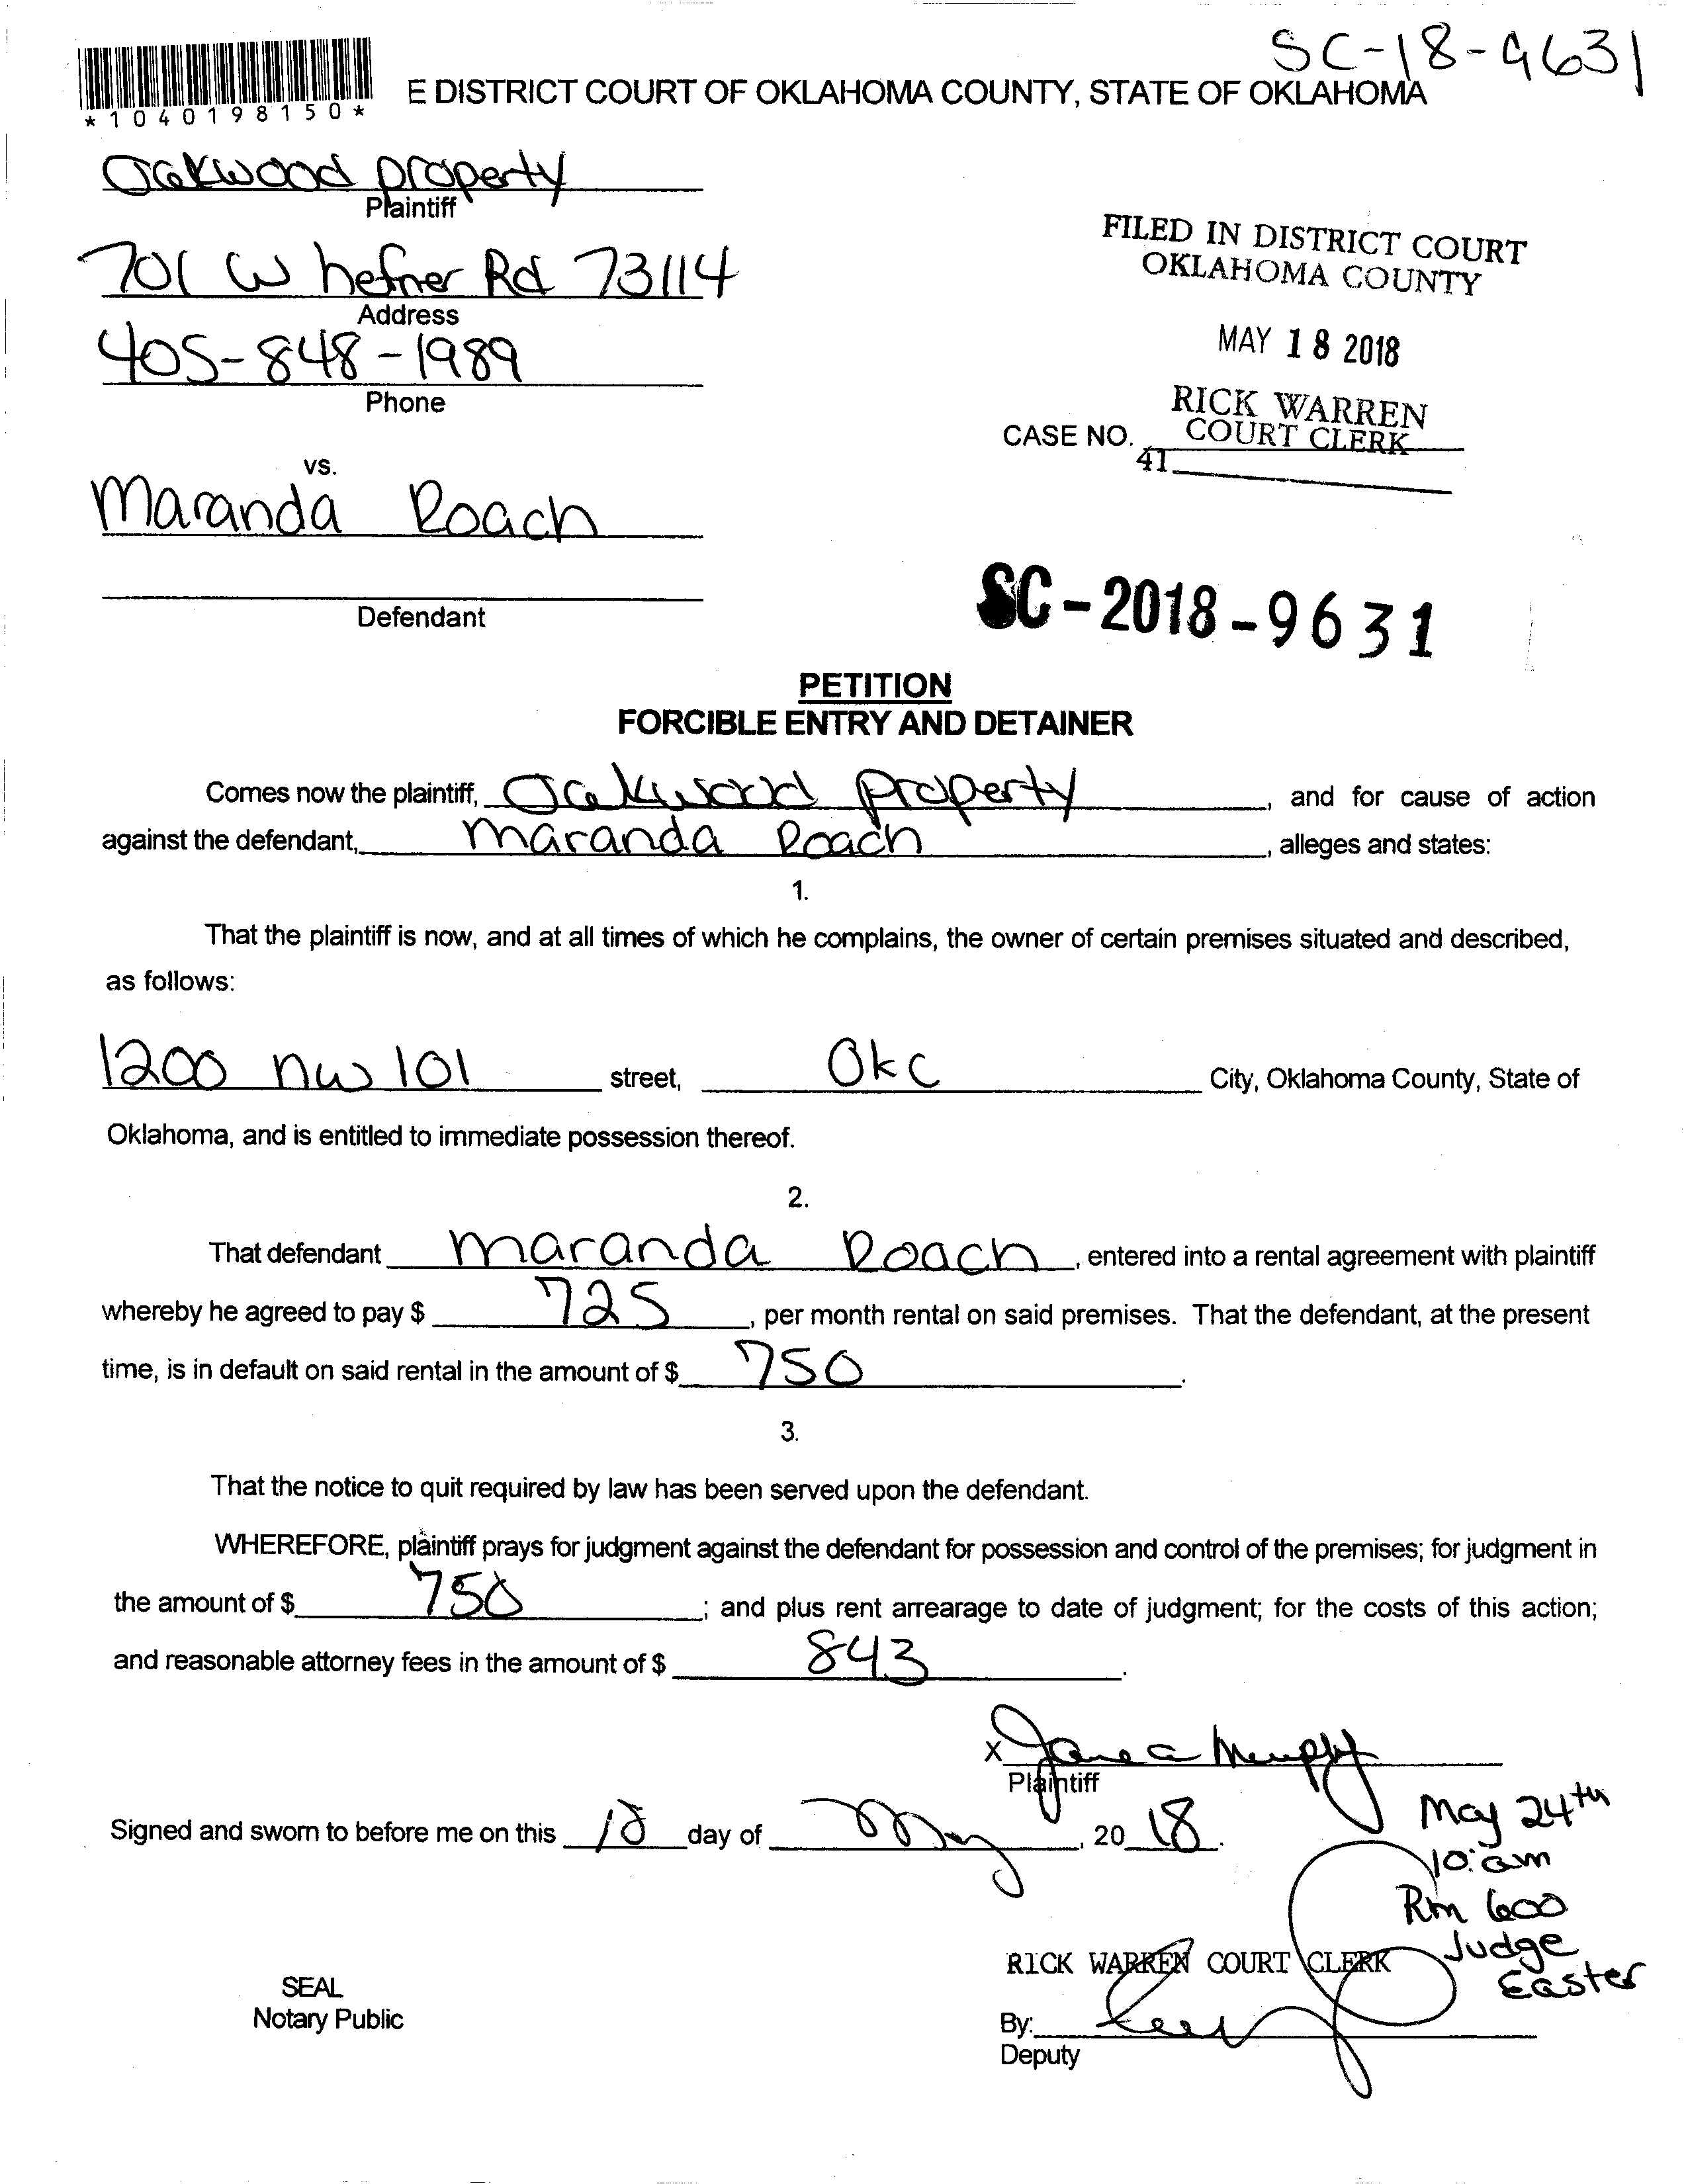 SC-18-9631
*1040198150*
E DISTRICT COURT OF OKLAHOMA COUNTY, STATE OF OKLAHOMA
Oakwood property
Plaintiff
701 W hefner Rd 73114
Address
405-848-1989
Phone
FILED IN DISTRICT COURT
OKLAHOMA COUNTY
MAY 18 2018
RICK WARREN
COURT CLERK
CASE NO.
41
vs.
Maranda Roach
Defendant
SC-2018-9631
PETITION
FORCIBLE ENTRY AND DETAINER
Comes now the plaintiff, Oakwood property, and for cause of action
against the defendant, Maranda Roach, alleges and states:
1.
That the plaintiff is now, and at all times of which he complains, the owner of certain premises situated and described,
as follows:
1200 nw 101 street, Okc City, Oklahoma County, State of
Oklahoma, and is entitled to immediate possession thereof.
2.
That defendant Maranda Roach, entered into a rental agreement with plaintiff
whereby he agreed to pay $ 725, per month rental on said premises. That the defendant, at the present
time, is in default on said rental in the amount of $ 750.
3.
That the notice to quit required by law has been served upon the defendant.
WHEREFORE, plaintiff prays for judgment against the defendant for possession and control of the premises; for judgment in
the amount of $ 750; and plus rent arrearage to date of judgment; for the costs of this action;
and reasonable attorney fees in the amount of $ 843.
X
Plaintiff
Signed and sworn to before me on this 18 day of May, 2018.
May 24th
10:am
Rm 600
Judge
Easter
RICK WARREN COURT CLERK
SEAL
Notary Public
By:
Deputy